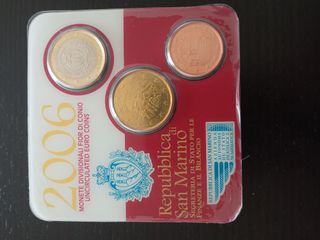 2006
MONETE DIVISIONALI FIOR DI CONIO
UNCIRCULATED EURO COINS
Repubblica
di
San Marino
SEGRETERIA DI STATO PER LE
FINANZE E IL BILANCIO